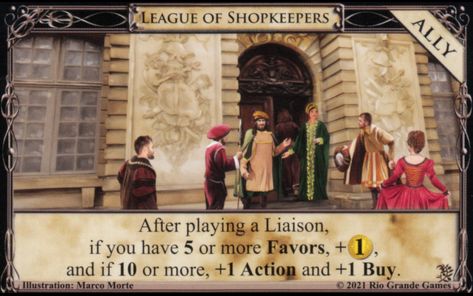 LEAGUE OF SHOPKEEPERS
ALLY
After playing a Liaison,
if you have 5 or more Favors, +1,
and if 10 or more, +1 Action and +1 Buy.
Illustration: Marco Morte ©2021 Rio Grande Games